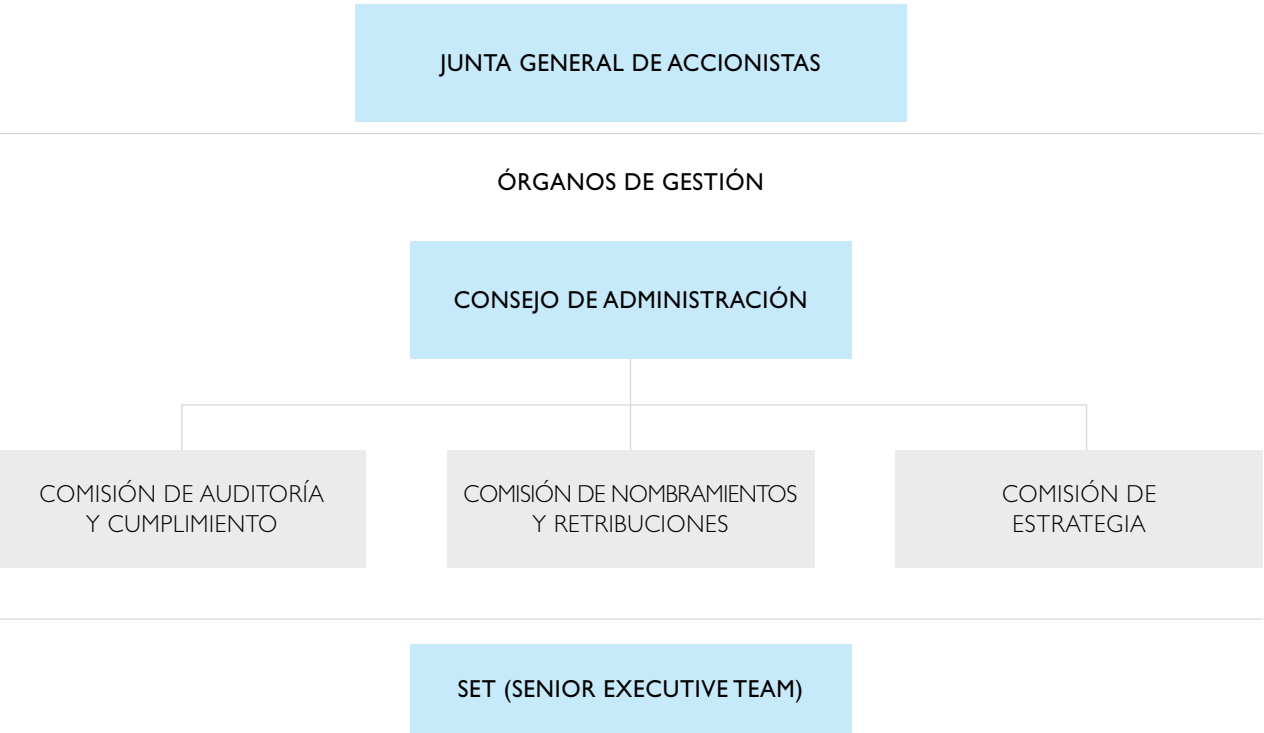 JUNTA GENERAL DE ACCIONISTAS
ÓRGANOS DE GESTIÓN
CONSEJO DE ADMINISTRACIÓN
COMISIÓN DE AUDITORÍA
Y CUMPLIMIENTO
COMISIÓN DE NOMBRAMIENTOS
Y RETRIBUCIONES
COMISIÓN DE
ESTRATEGIA
SET (SENIOR EXECUTIVE TEAM)